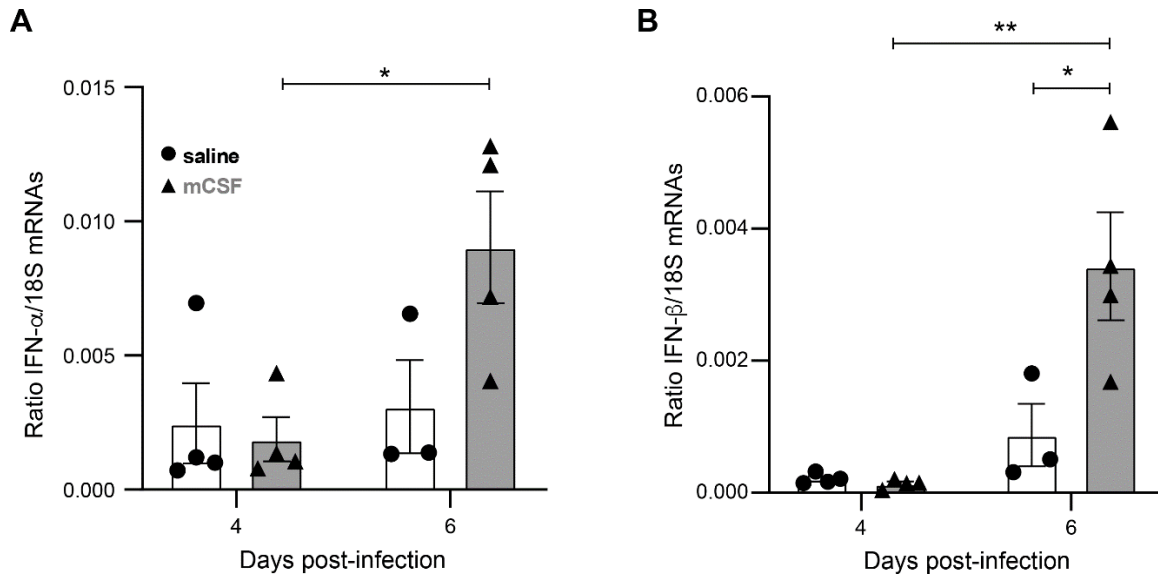 A
Ratio IFN-α/18S mRNAs
0.015
0.010
0.005
0.000
saline
mCSF
*
4
6
Days post-infection
B
Ratio IFN-β/18S mRNAs
0.006
0.004
0.002
0.000
**
*
4
6
Days post-infection